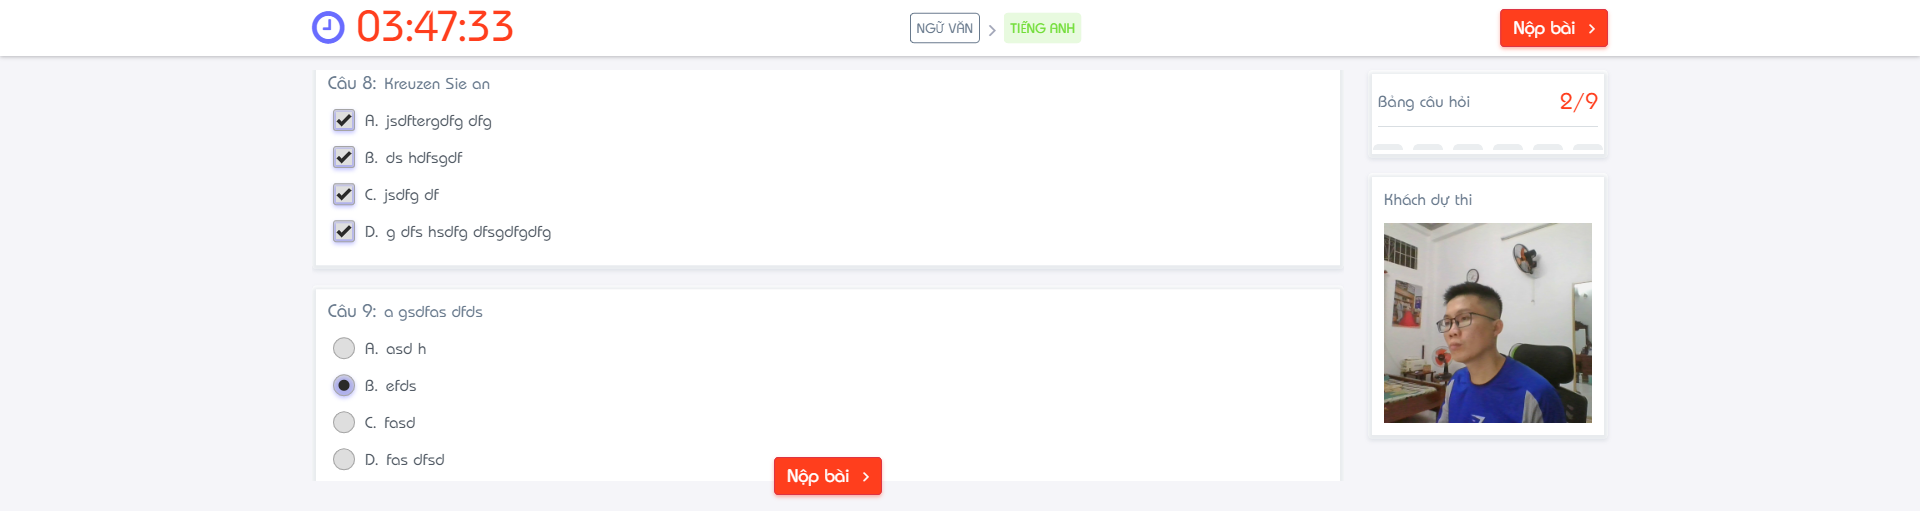 03:47:33
NGỮ VĂN
TIẾNG ANH
Nộp bài
Câu 8: Kreuzen Sie an
A. jsdftergdfg dfg
B. ds hdfsgdf
C. jsdfg df
D. g dfs hsdfg dfsgdfgdfg
Câu 9: a gsdfas dfds
A. asd h
B. efds
C. fasd
D. fas dfsd
Nộp bài
Bảng câu hỏi
2/9
Khách dự thi